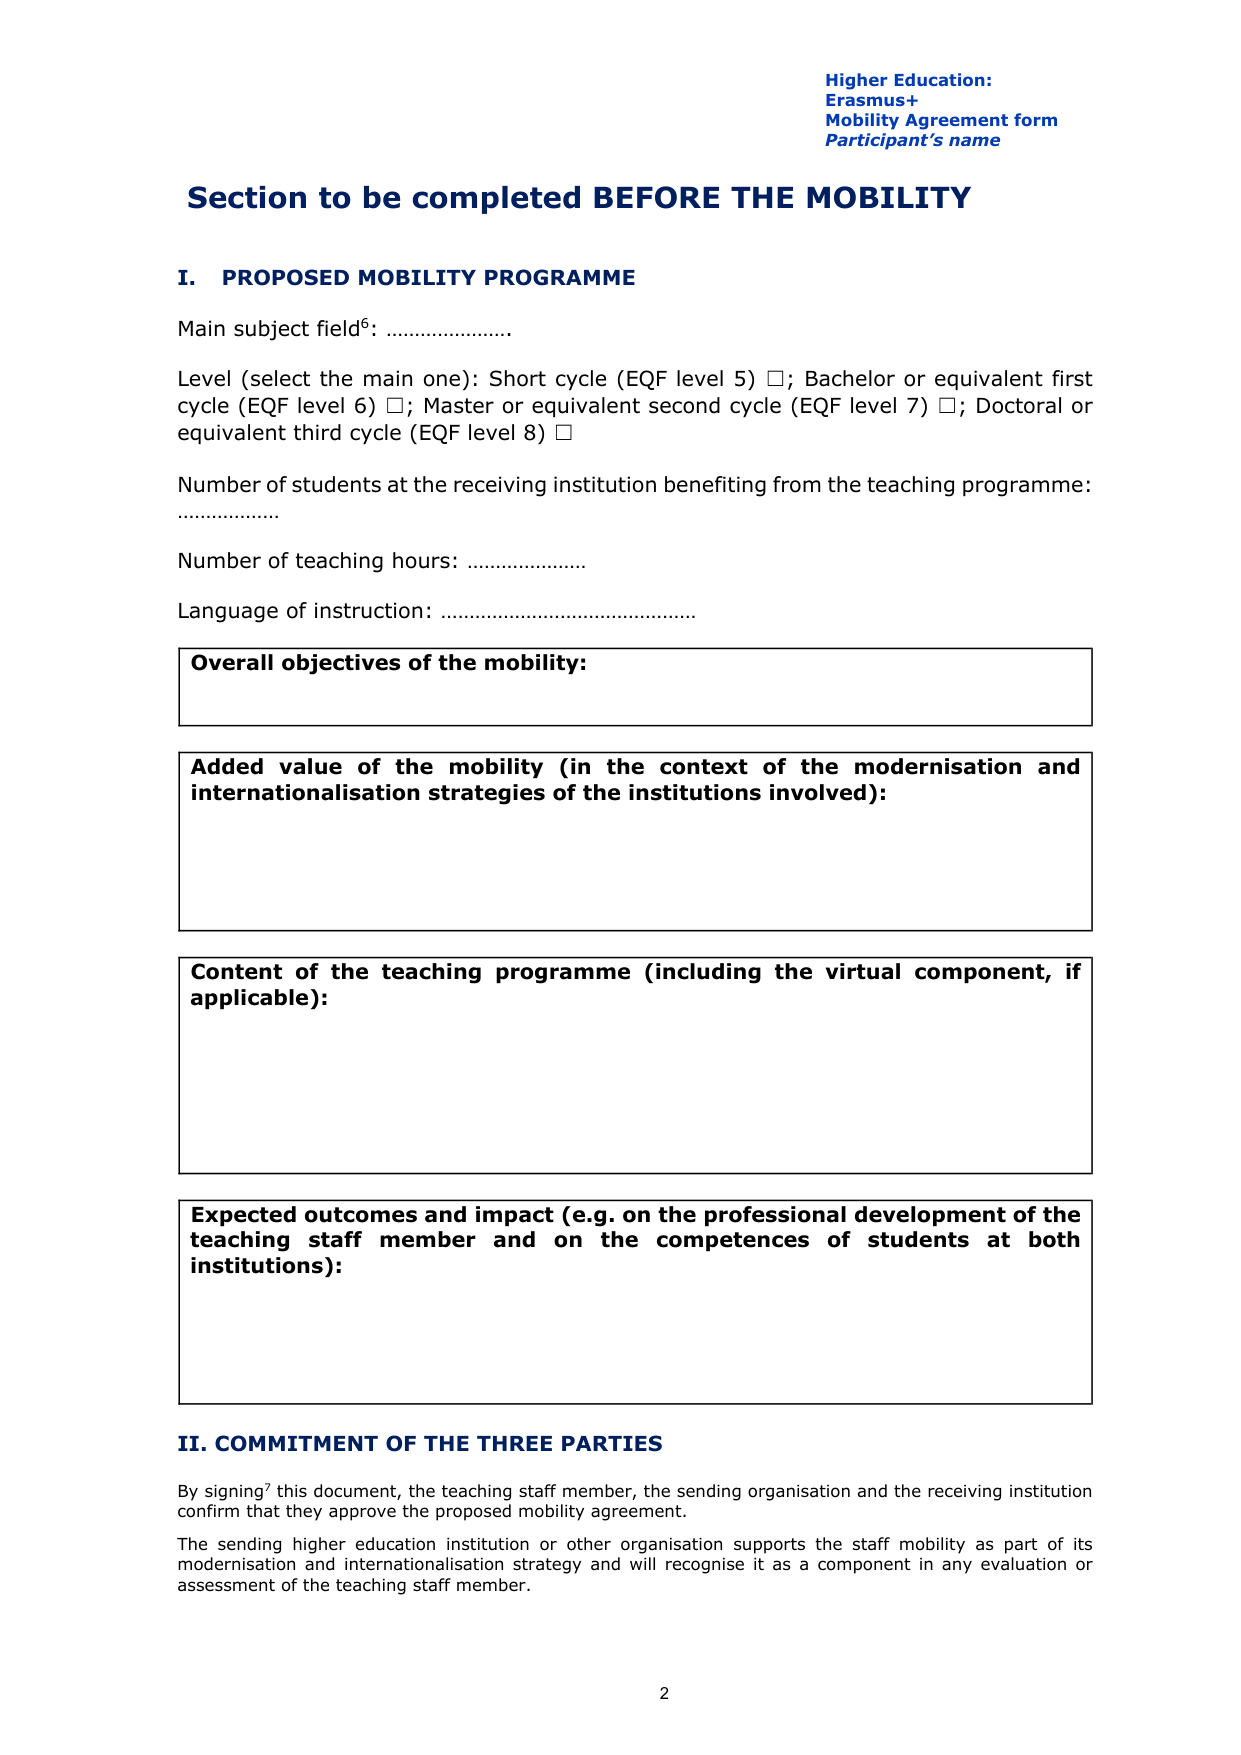 Higher Education:
Erasmus+
Mobility Agreement form
Participant’s name
Section to be completed BEFORE THE MOBILITY
I. PROPOSED MOBILITY PROGRAMME
Main subject field⁶: ………………….
Level (select the main one): Short cycle (EQF level 5) ☐; Bachelor or equivalent first
cycle (EQF level 6) ☐; Master or equivalent second cycle (EQF level 7) ☐; Doctoral or
equivalent third cycle (EQF level 8) ☐
Number of students at the receiving institution benefiting from the teaching programme:
………………
Number of teaching hours: …………………
Language of instruction: ………………………………………
Overall objectives of the mobility:
Added value of the mobility (in the context of the modernisation and
internationalisation strategies of the institutions involved):
Content of the teaching programme (including the virtual component, if
applicable):
Expected outcomes and impact (e.g. on the professional development of the
teaching staff member and on the competences of students at both
institutions):
II. COMMITMENT OF THE THREE PARTIES
By signing⁷ this document, the teaching staff member, the sending organisation and the receiving institution
confirm that they approve the proposed mobility agreement.
The sending higher education institution or other organisation supports the staff mobility as part of its
modernisation and internationalisation strategy and will recognise it as a component in any evaluation or
assessment of the teaching staff member.
2